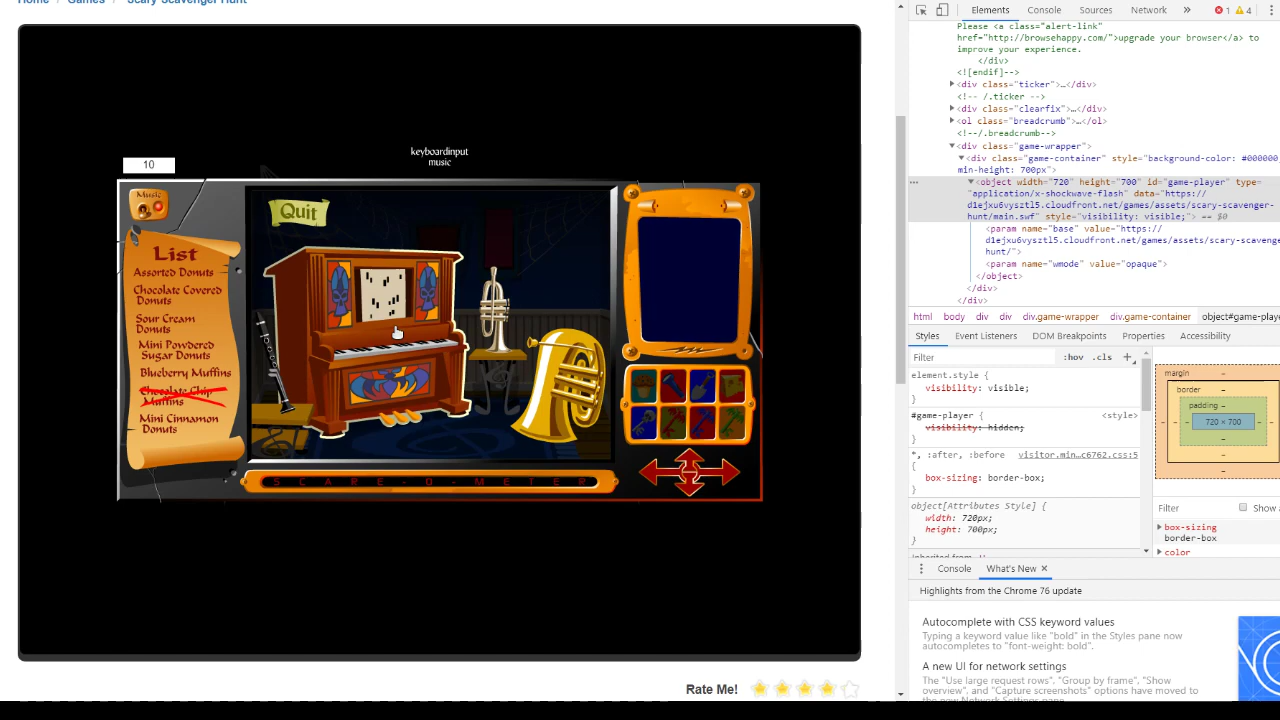 Home / Games / Scary Scavenger Hunt
10
keyboardinput
music
Music
Quit
List
Assorted Donuts
Chocolate Covered
Donuts
Sour Cream
Donuts
Mini Powdered
Sugar Donuts
Blueberry Muffins
Chocolate Chip
Muffins
Mini Cinnamon
Donuts
SCARE-O-METER
Rate Me!
Elements Console Sources Network » 1 4
Please <a class="alert-link"
href="http://browsehappy.com/">upgrade your browser</a> to
improve your experience.
</div>
<![endif]-->
<div class="ticker">…</div>
<!-- /.ticker -->
<div class="clearfix">…</div>
<ol class="breadcrumb">…</ol>
<!--/.breadcrumb-->
<div class="game-wrapper">
<div class="game-container" style="background-color: #000000
min-height: 700px">
<object width="720" height="700" id="game-player" type=
"application/x-shockwave-flash" data="https://
d1ejxu6vysztl5.cloudfront.net/games/assets/scary-scavenger-
hunt/main.swf" style="visibility: visible;"> == $0
<param name="base" value="https://
d1ejxu6vysztl5.cloudfront.net/games/assets/scary-scavenge
hunt/">
<param name="wmode" value="opaque">
</object>
</div>
</div>
html body div div div.game-wrapper div.game-container object#game-playe
Styles Event Listeners DOM Breakpoints Properties Accessibility
Filter :hov .cls +
element.style {
visibility: visible;
}
#game-player { <style>
visibility: hidden;
}
*, :after, :before visitor.min…c6762.css:5
{
box-sizing: border-box;
}
object[Attributes Style] {
width: 720px;
height: 700px;
}
margin
border
padding
720 × 700
Filter Show a
box-sizing
border-box
color
Console What's New ×
Highlights from the Chrome 76 update
Autocomplete with CSS keyword values
Typing a keyword value like "bold" in the Styles pane now
autocompletes to "font-weight: bold".
A new UI for network settings
The "Use large request rows", "Group by frame", "Show
overview", and "Capture screenshots" options have moved to
the new Network Settings pane.